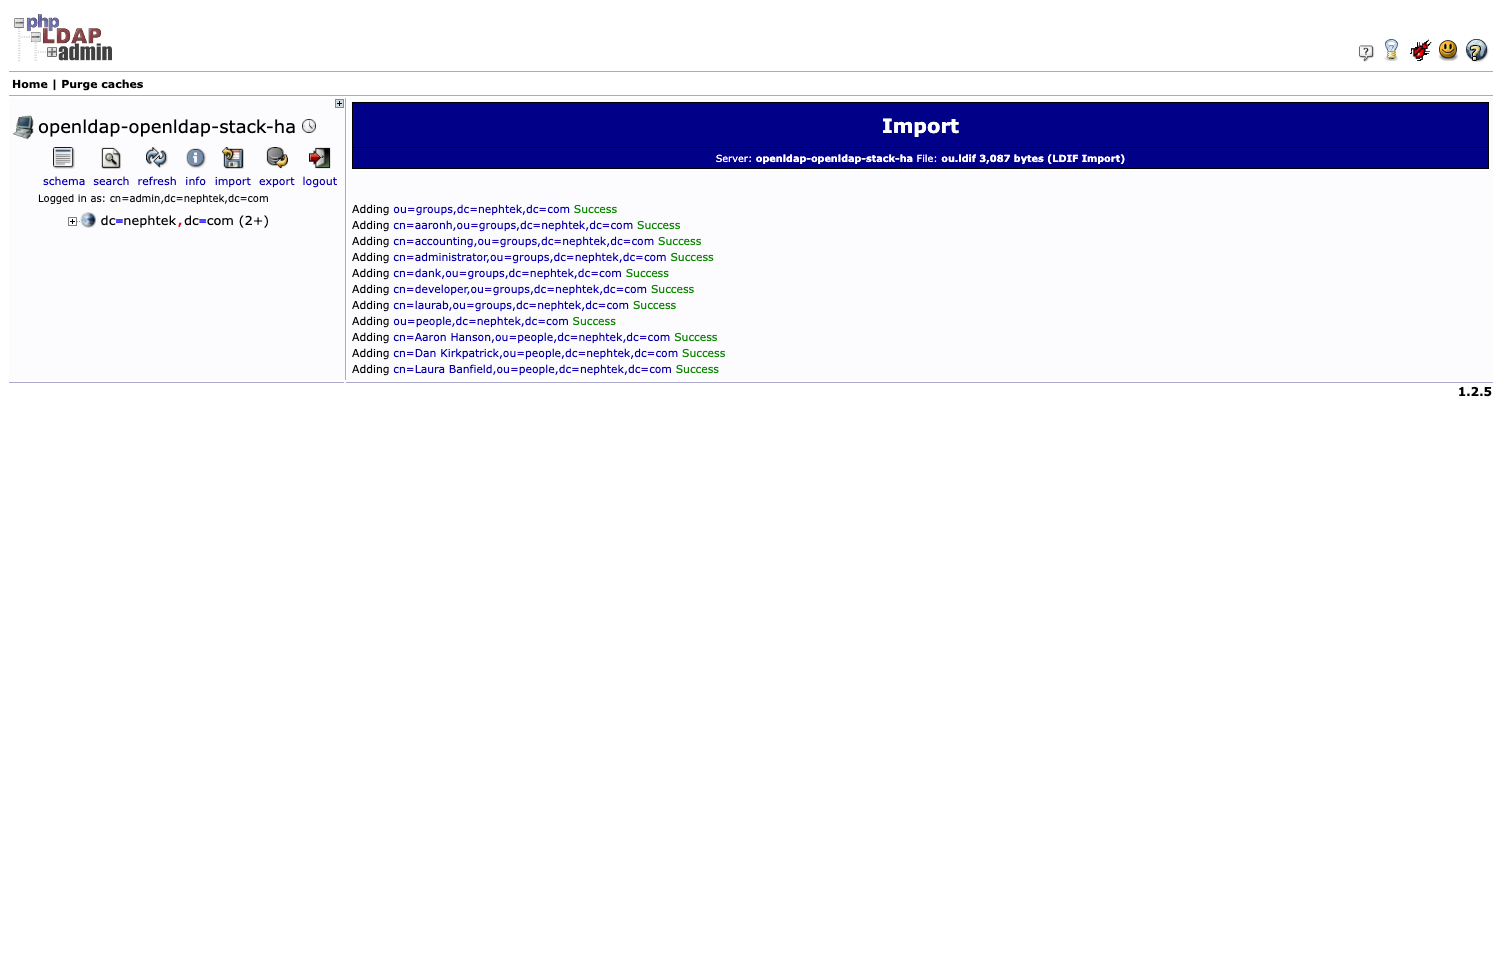 php
LDAP
admin
Home | Purge caches
openldap-openldap-stack-ha
schema search refresh info import export logout
Logged in as: cn=admin,dc=nephtek,dc=com
dc=nephtek,dc=com (2+)
Import
Server: openldap-openldap-stack-ha File: ou.ldif 3,087 bytes (LDIF Import)
Adding ou=groups,dc=nephtek,dc=com Success
Adding cn=aaronh,ou=groups,dc=nephtek,dc=com Success
Adding cn=accounting,ou=groups,dc=nephtek,dc=com Success
Adding cn=administrator,ou=groups,dc=nephtek,dc=com Success
Adding cn=dank,ou=groups,dc=nephtek,dc=com Success
Adding cn=developer,ou=groups,dc=nephtek,dc=com Success
Adding cn=laurab,ou=groups,dc=nephtek,dc=com Success
Adding ou=people,dc=nephtek,dc=com Success
Adding cn=Aaron Hanson,ou=people,dc=nephtek,dc=com Success
Adding cn=Dan Kirkpatrick,ou=people,dc=nephtek,dc=com Success
Adding cn=Laura Banfield,ou=people,dc=nephtek,dc=com Success
1.2.5